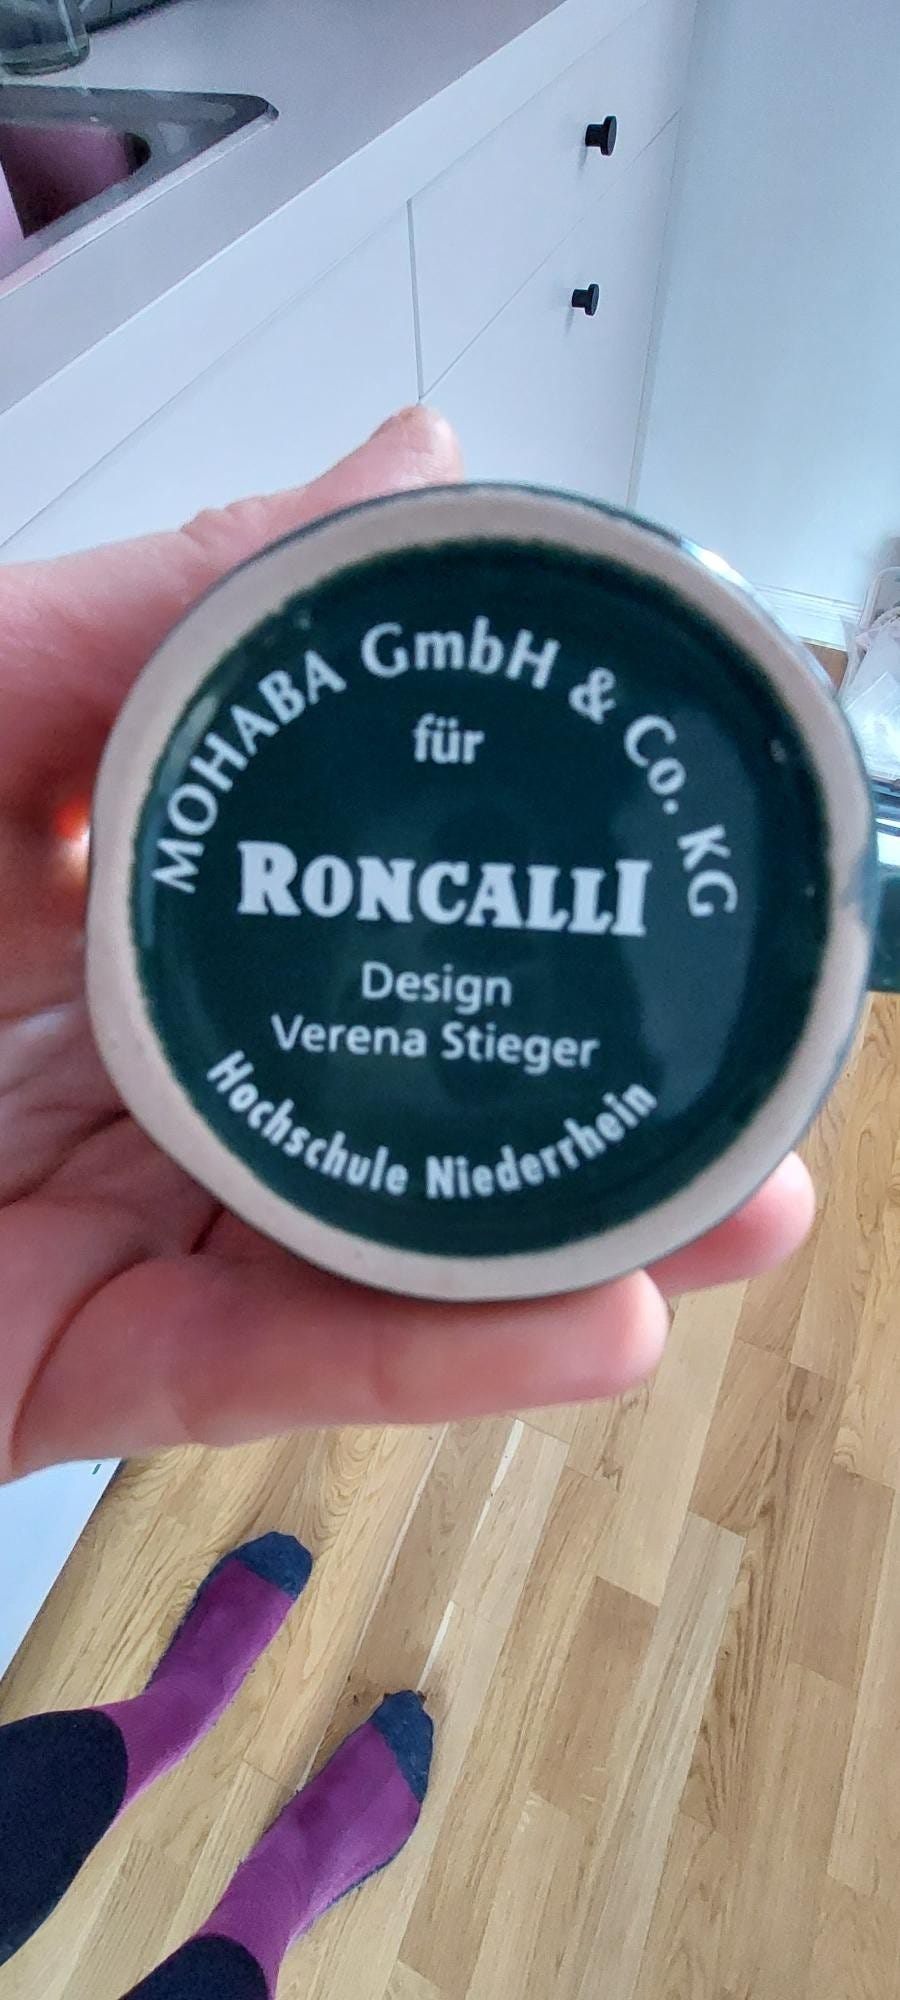 MOHABA GmbH & Co. KG
für
RONCALLI
Design
Verena Stieger
Hochschule Niederrhein